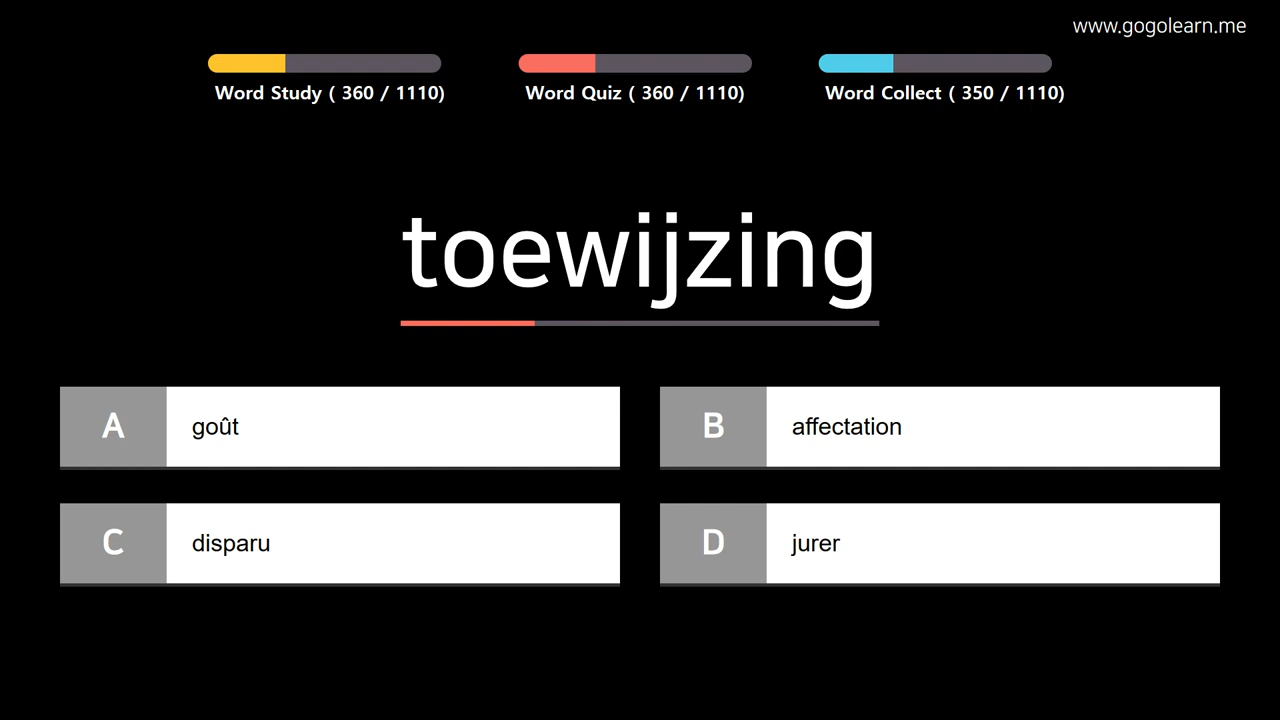 www.gogolearn.me
Word Study ( 360 / 1110)
Word Quiz ( 360 / 1110)
Word Collect ( 350 / 1110)
toewijzing
A goût
B affectation
C disparu
D jurer